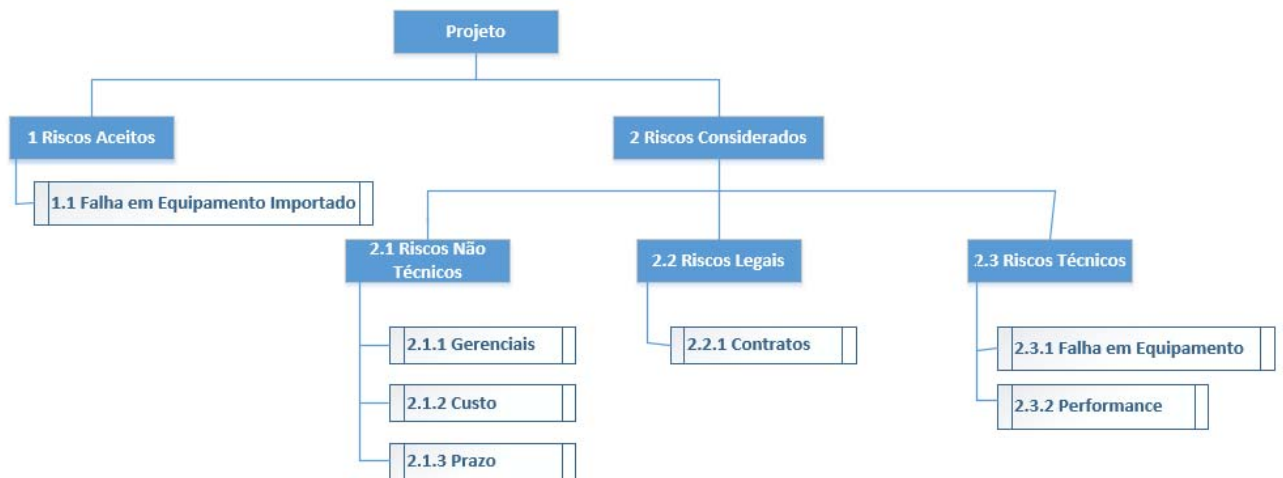 Projeto
1 Riscos Aceitos
2 Riscos Considerados
1.1 Falha em Equipamento Importado
2.1 Riscos Não
Técnicos
2.2 Riscos Legais
2.3 Riscos Técnicos
2.1.1 Gerenciais
2.2.1 Contratos
2.3.1 Falha em Equipamento
2.1.2 Custo
2.3.2 Performance
2.1.3 Prazo